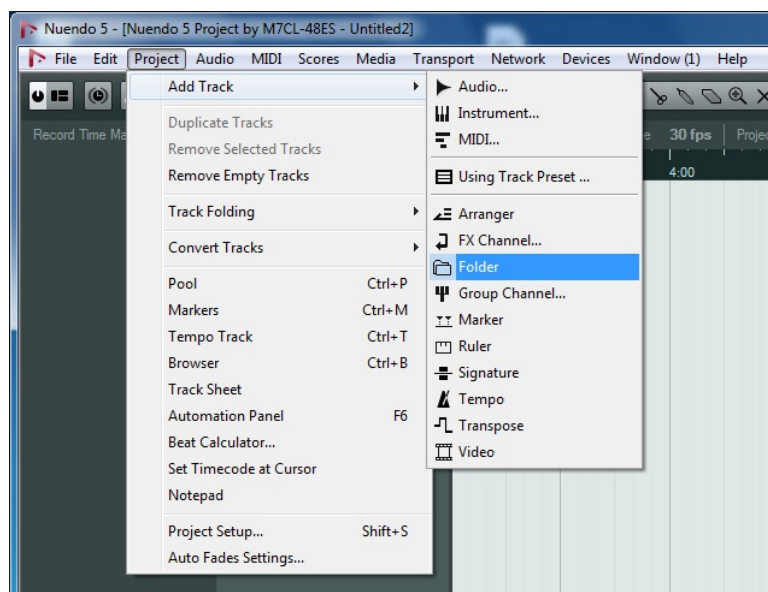 Nuendo 5 - [Nuendo 5 Project by M7CL-48ES - Untitled2]
File Edit Project Audio MIDI Scores Media Transport Network Devices Window (1) Help
Record Time Ma
30 fps
Projec
4:00
Add Track
Duplicate Tracks
Remove Selected Tracks
Remove Empty Tracks
Track Folding
Convert Tracks
Pool Ctrl+P
Markers Ctrl+M
Tempo Track Ctrl+T
Browser Ctrl+B
Track Sheet
Automation Panel F6
Beat Calculator...
Set Timecode at Cursor
Notepad
Project Setup... Shift+S
Auto Fades Settings...
Audio...
Instrument...
MIDI...
Using Track Preset ...
Arranger
FX Channel...
Folder
Group Channel...
Marker
Ruler
Signature
Tempo
Transpose
Video